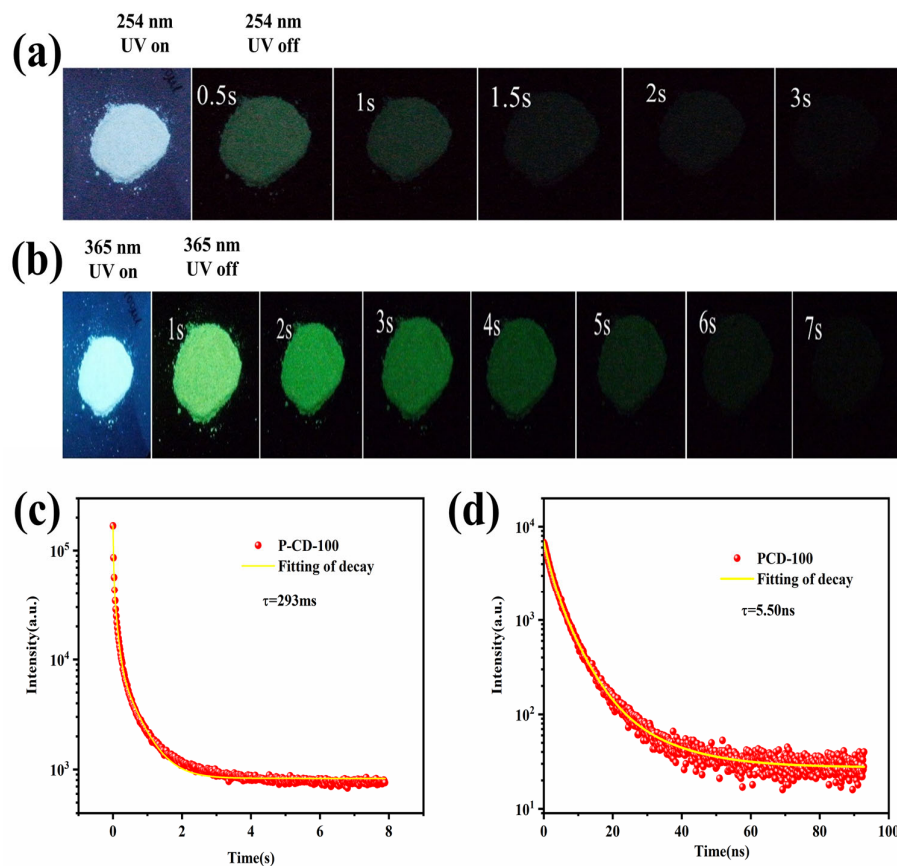 (a)
254 nm
UV on
254 nm
UV off
0.5s
1s
1.5s
2s
3s
(b)
365 nm
UV on
365 nm
UV off
1s
2s
3s
4s
5s
6s
7s
(c)
P-CD-100
Fitting of decay
τ=293ms
10^5
10^4
10^3
Intensity(a.u.)
0 2 4 6 8
Time(s)
(d)
PCD-100
Fitting of decay
τ=5.50ns
10^4
10^3
10^2
10^1
Intensity(a.u.)
0 20 40 60 80 100
Time(ns)